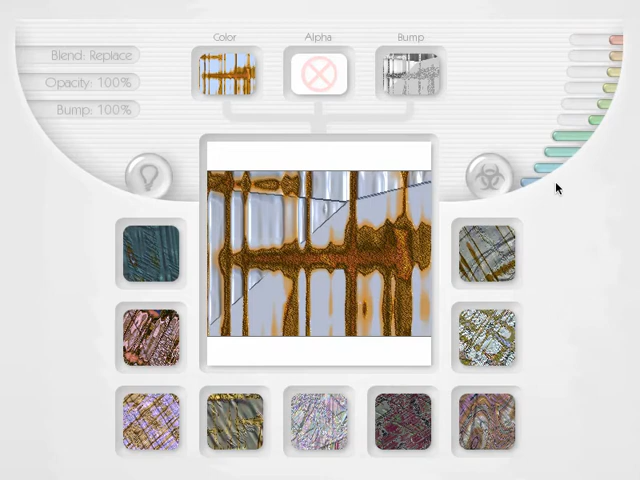 Color
Alpha
Bump
Blend: Replace
Opacity: 100%
Bump: 100%